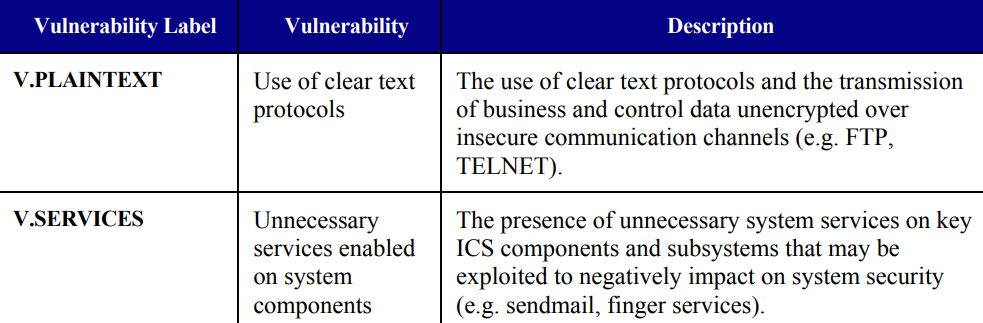 Vulnerability Label Vulnerability Description
V.PLAINTEXT Use of clear text The use of clear text protocols and the transmission
protocols of business and control data unencrypted over
insecure communication channels (e.g. FTP,
TELNET).
V.SERVICES Unnecessary The presence of unnecessary system services on key
services enabled ICS components and subsystems that may be
on system exploited to negatively impact on system security
components (e.g. sendmail, finger services).